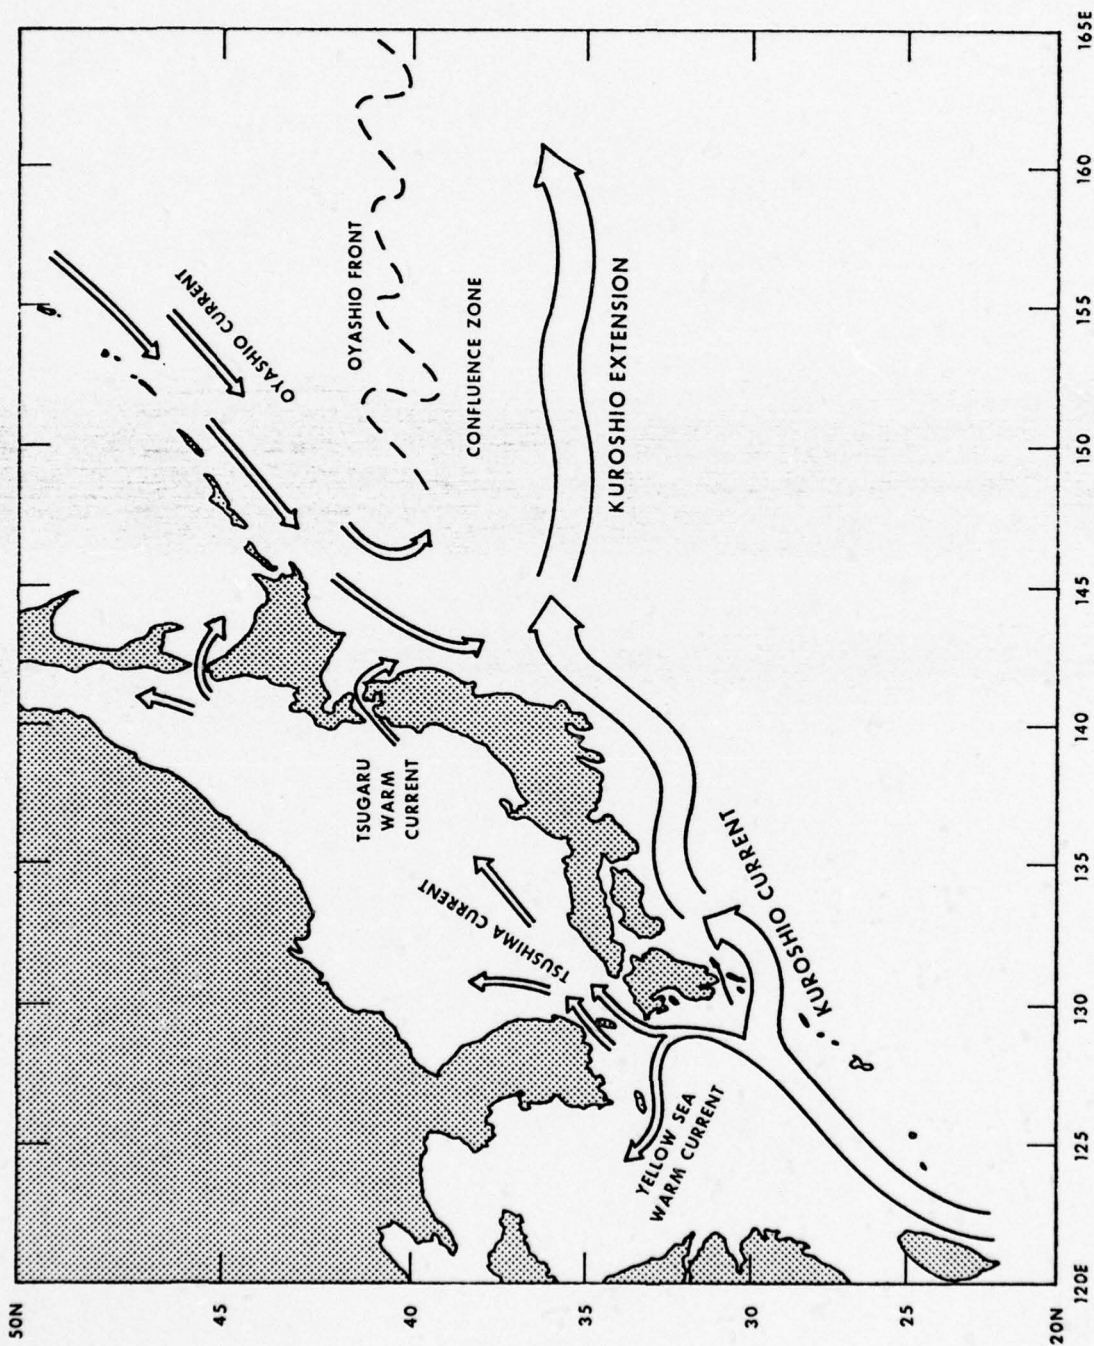 50N
45
40
35
30
25
20N
120E
125
130
135
140
145
150
155
160
165E
OYASHIO CURRENT
OYASHIO FRONT
CONFLUENCE ZONE
KUROSHIO EXTENSION
TSUGARU
WARM
CURRENT
TSUSHIMA CURRENT
KUROSHIO CURRENT
YELLOW SEA
WARM CURRENT